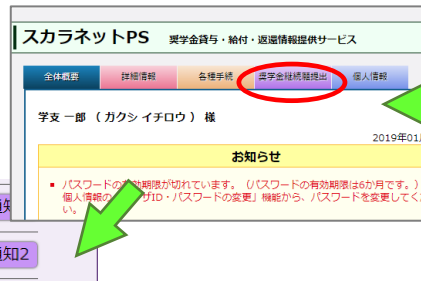 スカラネットPS 奨学金貸与・給付・返還情報提供サービス
全体概要 詳細情報 各種手続 奨学金継続願提出 個人情報
学支 一郎 （ ガクシ イチロウ ） 様
2019年01
お知らせ
■ パスワードの 効期限が切れています。（パスワードの有効期限は6か月です。）
個人情報の ザID・パスワードの変更」機能から、パスワードを変更してく
い。
通知2